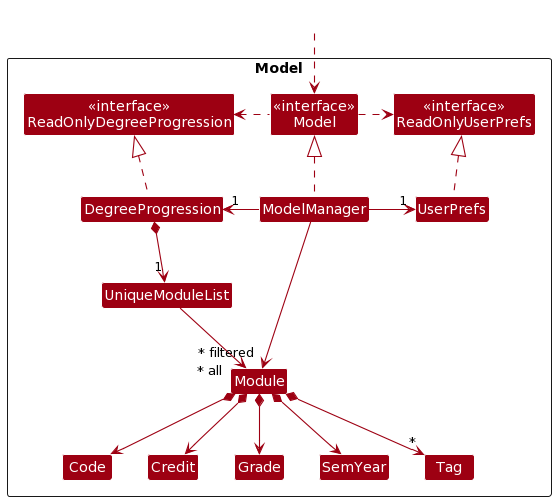 Model
«interface»
ReadOnlyDegreeProgression
«interface»
Model
«interface»
ReadOnlyUserPrefs
DegreeProgression
1
ModelManager
1
UserPrefs
1
UniqueModuleList
* filtered
* all
Module
*
Code
Credit
Grade
SemYear
Tag